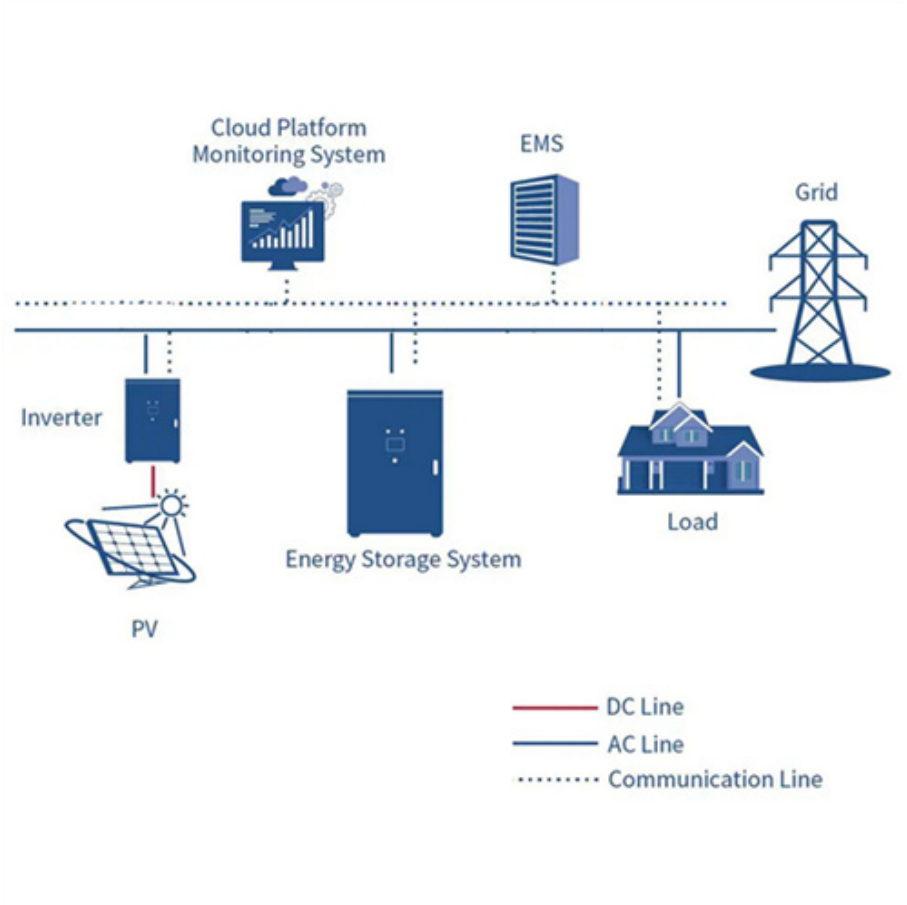 Cloud Platform
Monitoring System
EMS
Grid
Inverter
Load
Energy Storage System
PV
DC Line
AC Line
Communication Line